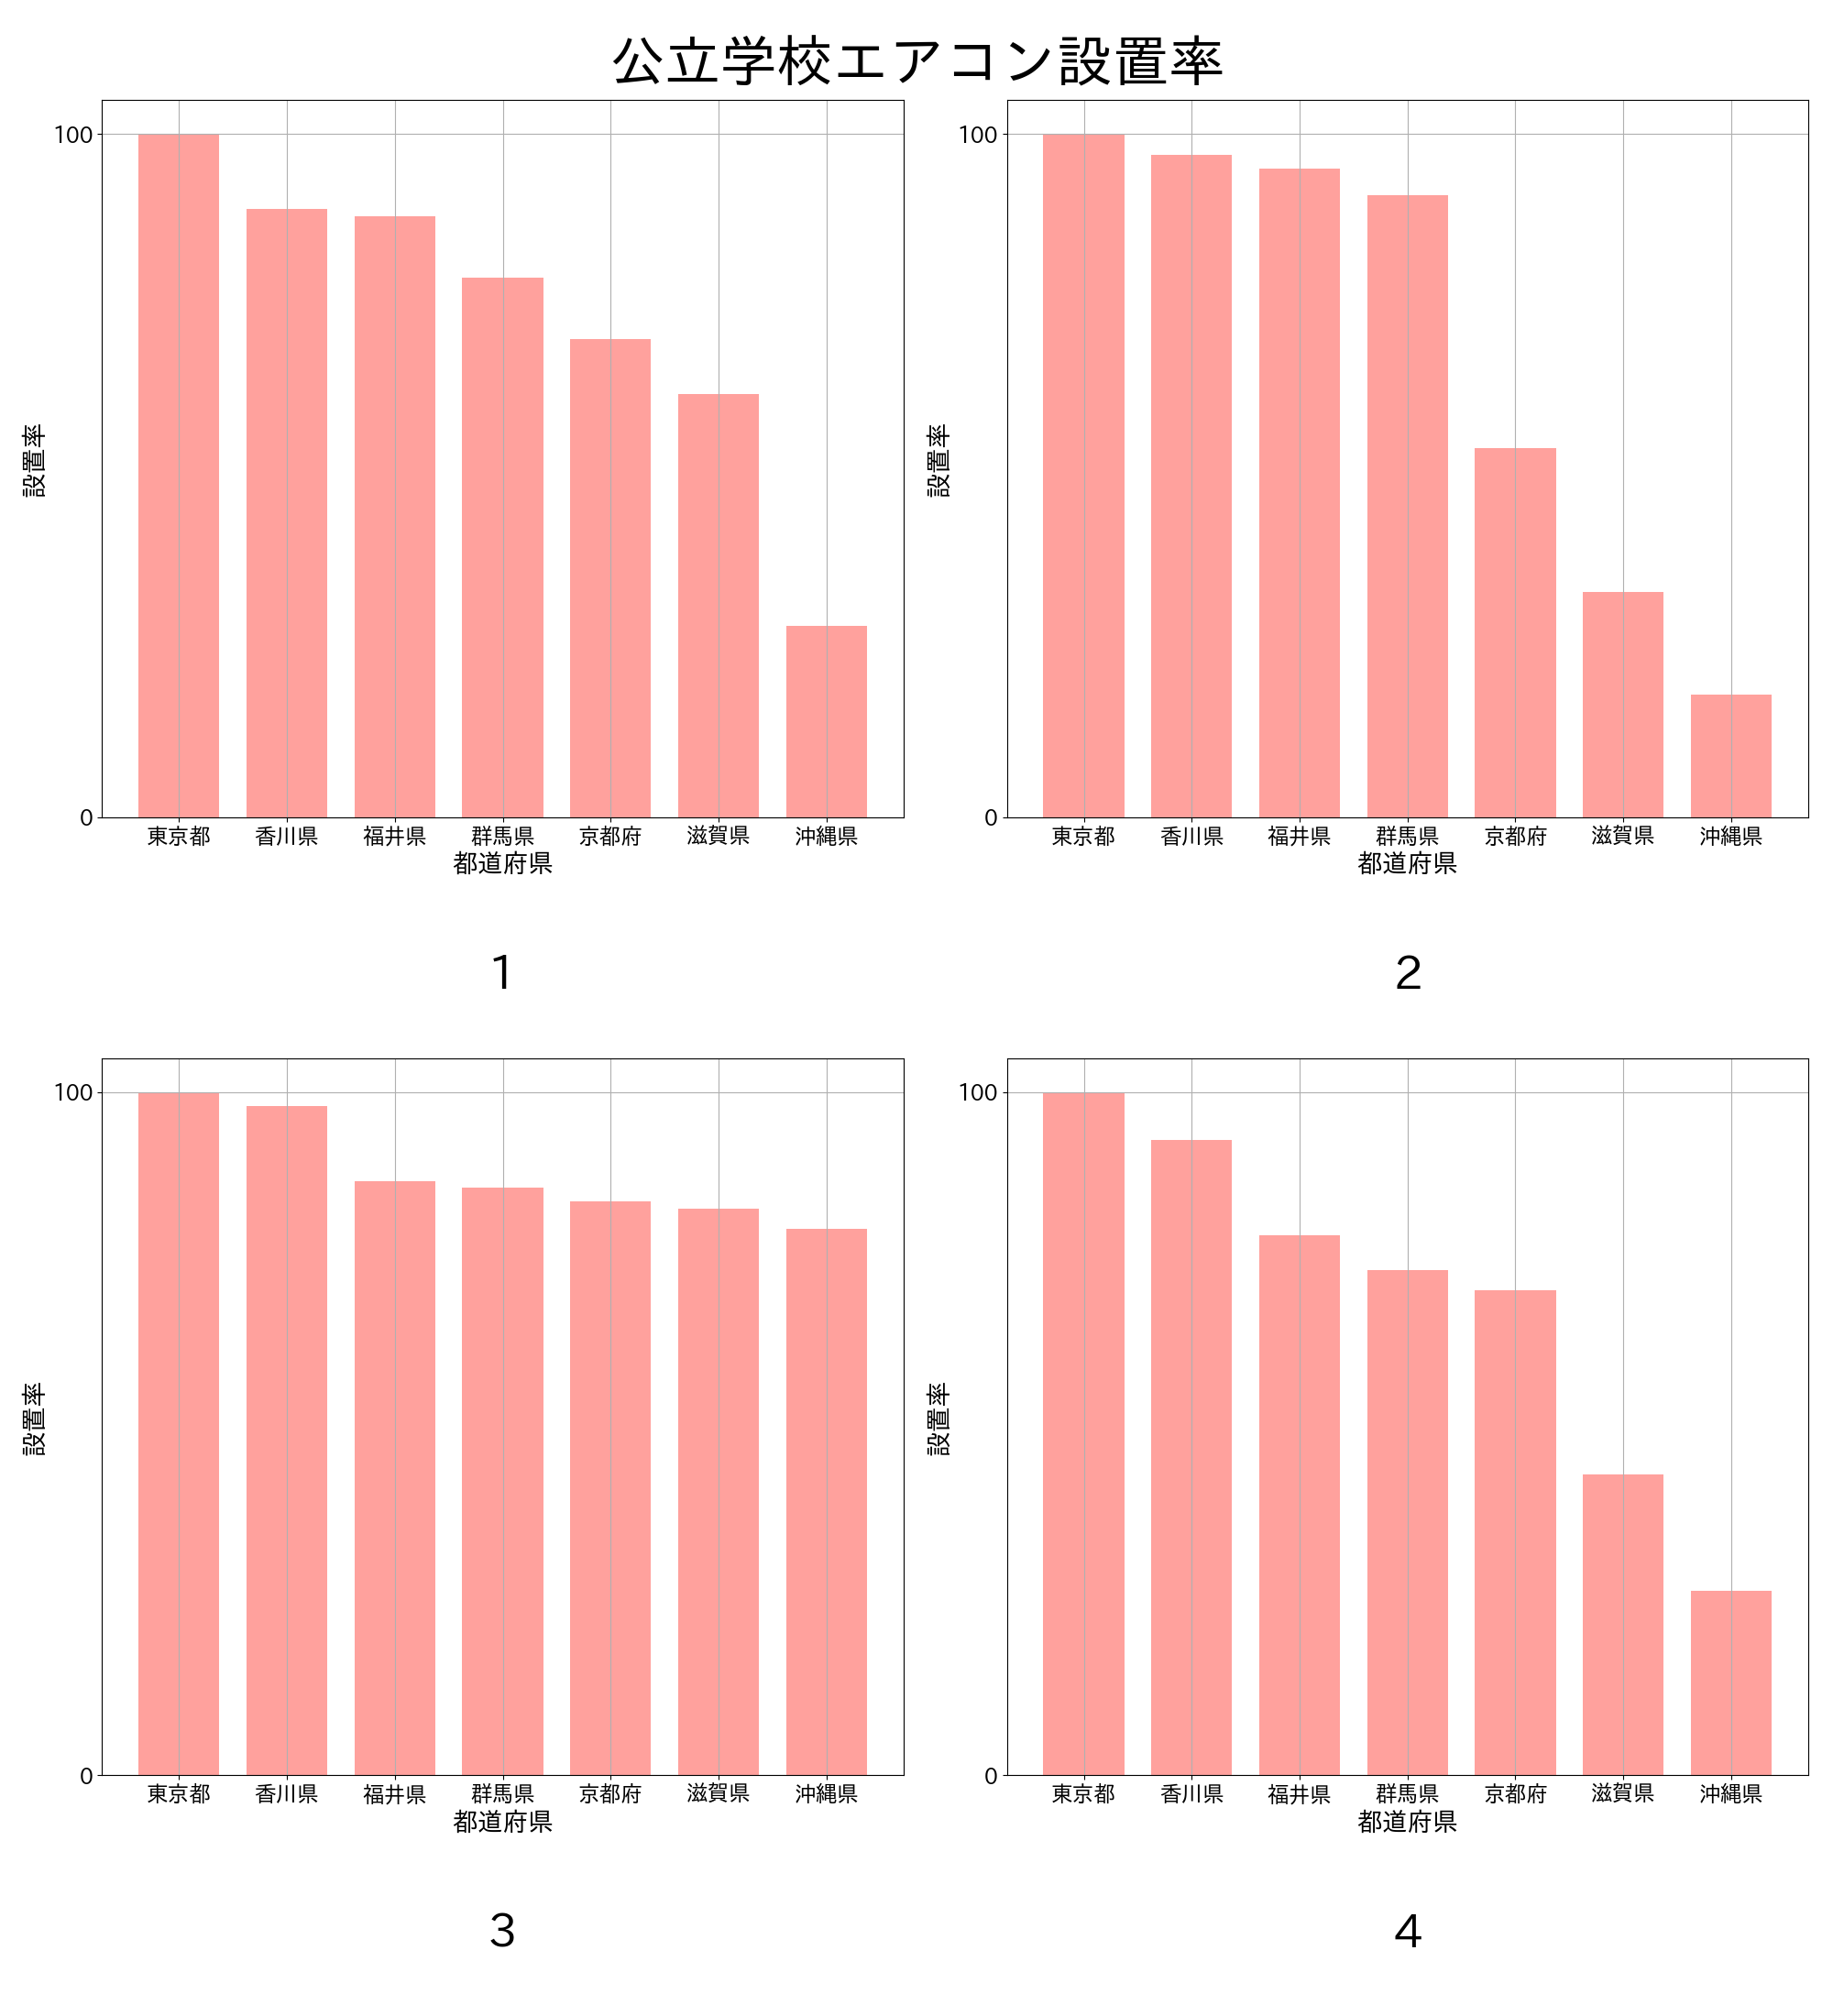 公立学校エアコン設置率
100
0
設置率
東京都 香川県 福井県 群馬県 京都府 滋賀県 沖縄県
都道府県
1
100
0
設置率
東京都 香川県 福井県 群馬県 京都府 滋賀県 沖縄県
都道府県
2
100
0
設置率
東京都 香川県 福井県 群馬県 京都府 滋賀県 沖縄県
都道府県
3
100
0
設置率
東京都 香川県 福井県 群馬県 京都府 滋賀県 沖縄県
都道府県
4